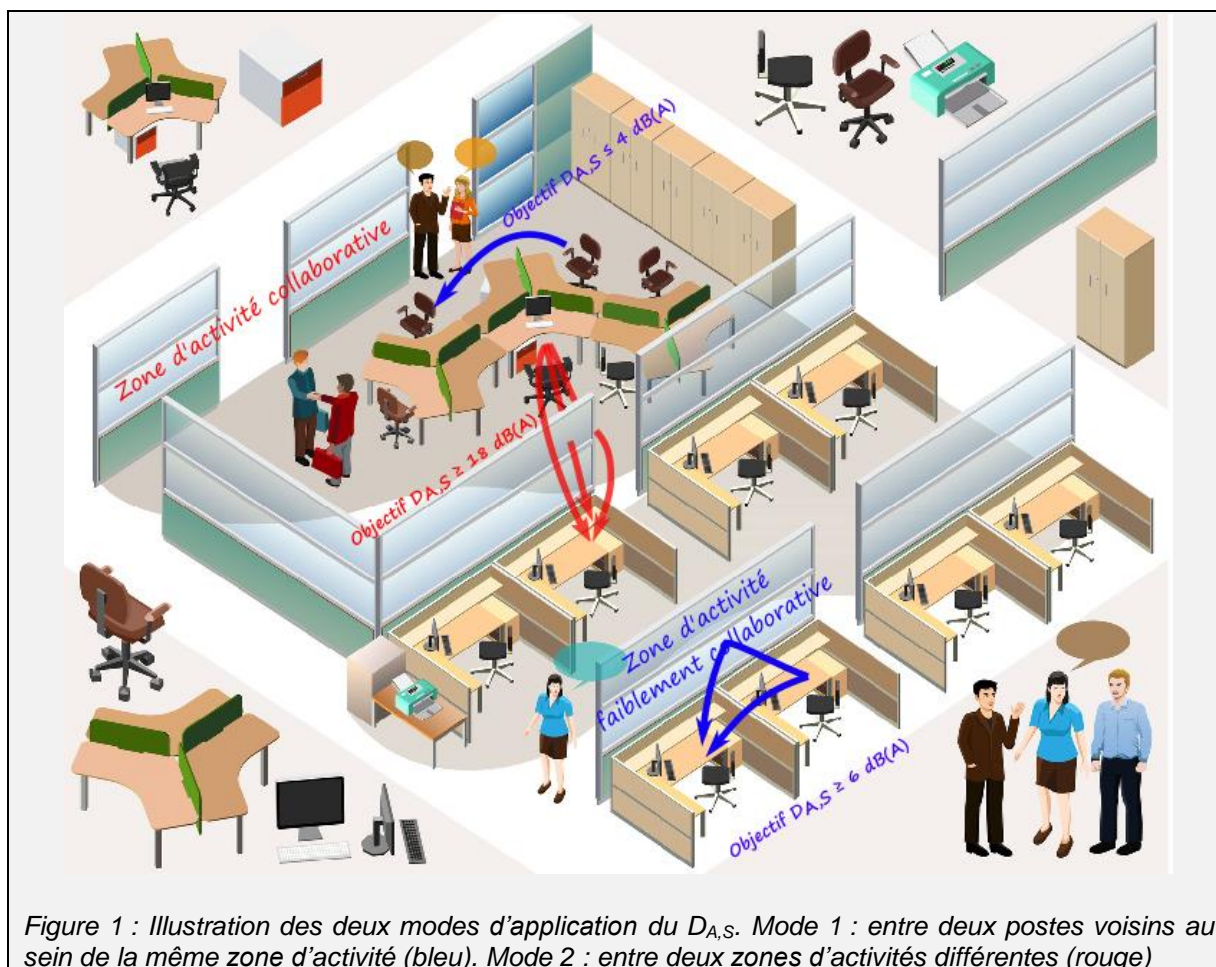 Objectif DA,S ≤ 4 dB(A)
Zone d'activité collaborative
Objectif DA,S ≥ 18 dB(A)
Zone d'activité
faiblement collaborative
Objectif DA,S ≥ 6 dB(A)
Figure 1 : Illustration des deux modes d’application du DA,S. Mode 1 : entre deux postes voisins au
sein de la même zone d’activité (bleu). Mode 2 : entre deux zones d’activités différentes (rouge)